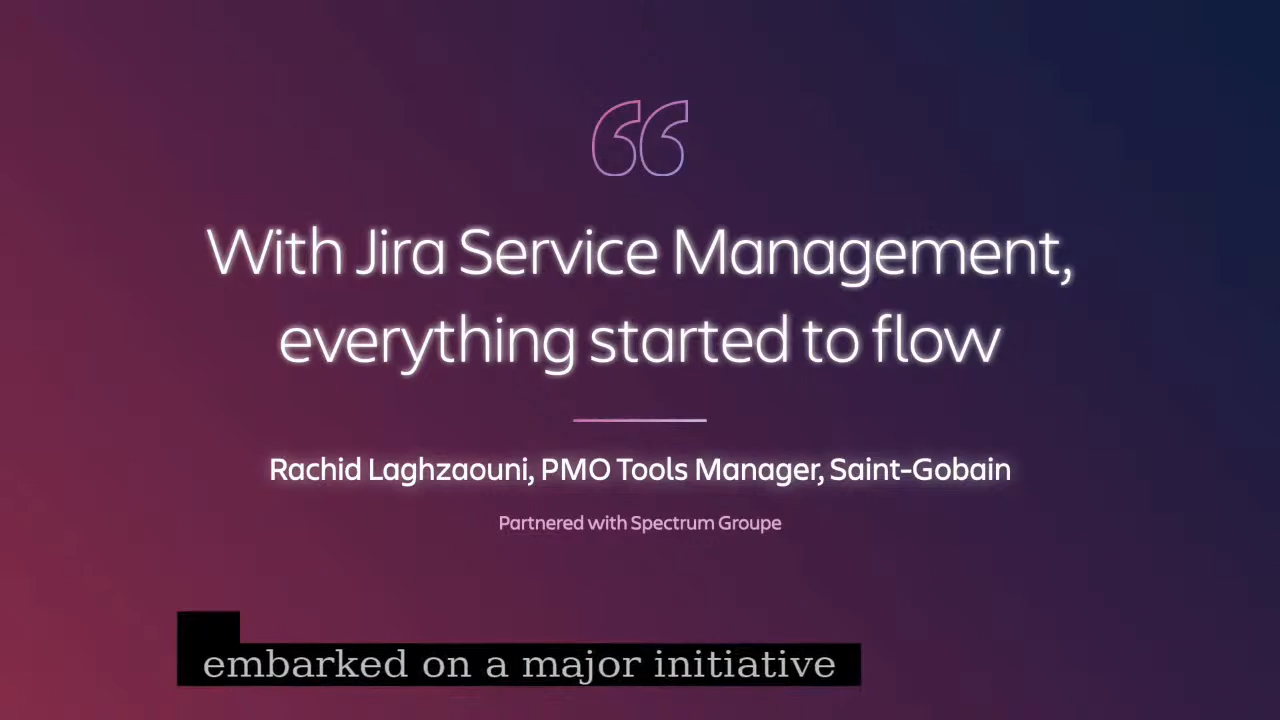 “
With Jira Service Management,
everything started to flow
Rachid Laghzaouni, PMO Tools Manager, Saint-Gobain
Partnered with Spectrum Groupe
embarked on a major initiative